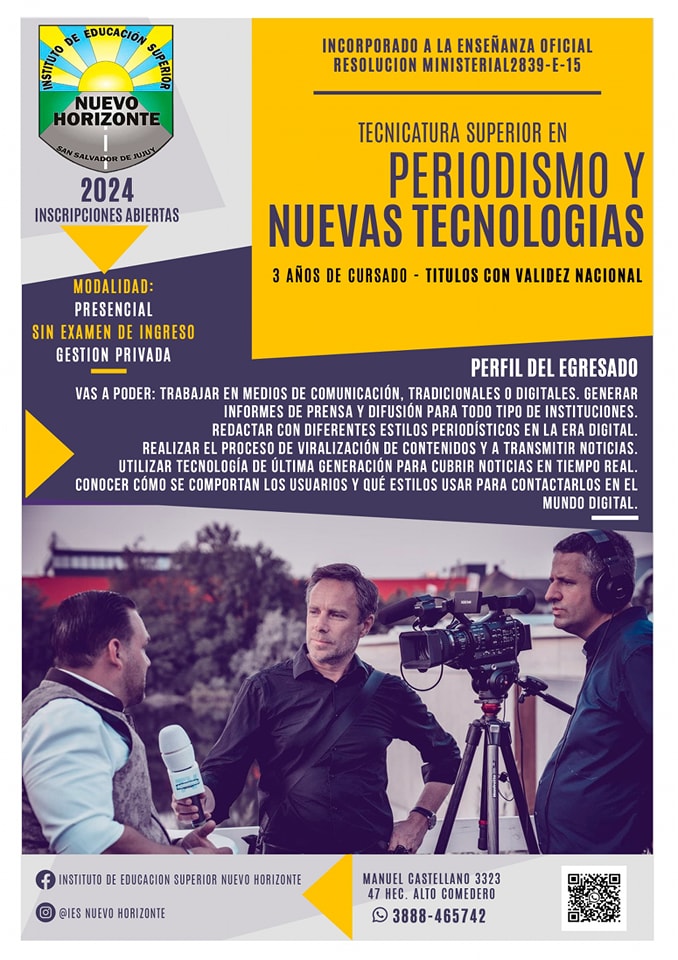 INSTITUTO DE EDUCACIÓN SUPERIOR
NUEVO
HORIZONTE
SAN SALVADOR DE JUJUY
2024
INSCRIPCIONES ABIERTAS
MODALIDAD:
PRESENCIAL
SIN EXAMEN DE INGRESO
GESTION PRIVADA
INCORPORADO A LA ENSEÑANZA OFICIAL
RESOLUCION MINISTERIAL2839-E-15
TECNICATURA SUPERIOR EN
PERIODISMO Y
NUEVAS TECNOLOGIAS
3 AÑOS DE CURSADO - TITULOS CON VALIDEZ NACIONAL
PERFIL DEL EGRESADO
VAS A PODER: TRABAJAR EN MEDIOS DE COMUNICACIÓN, TRADICIONALES O DIGITALES. GENERAR
INFORMES DE PRENSA Y DIFUSIÓN PARA TODO TIPO DE INSTITUCIONES.
REDACTAR CON DIFERENTES ESTILOS PERIODÍSTICOS EN LA ERA DIGITAL.
REALIZAR EL PROCESO DE VIRALIZACIÓN DE CONTENIDOS Y A TRANSMITIR NOTICIAS.
UTILIZAR TECNOLOGÍA DE ÚLTIMA GENERACIÓN PARA CUBRIR NOTICIAS EN TIEMPO REAL.
CONOCER CÓMO SE COMPORTAN LOS USUARIOS Y QUÉ ESTILOS USAR PARA CONTACTARLOS EN EL
MUNDO DIGITAL.
INSTITUTO DE EDUCACION SUPERIOR NUEVO HORIZONTE
@IES NUEVO HORIZONTE
MANUEL CASTELLANO 3323
47 HEC. ALTO COMEDERO
3888-465742